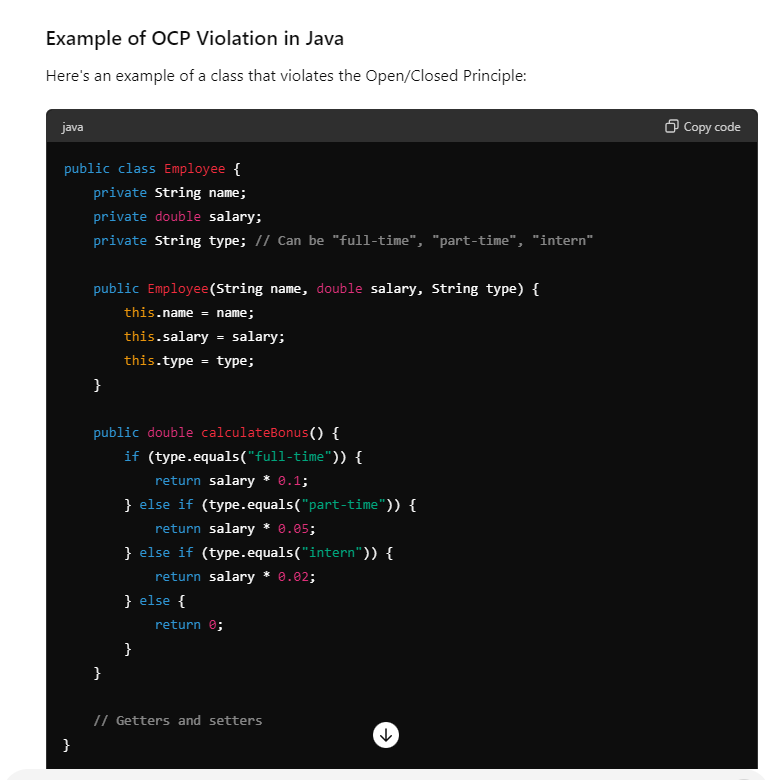 Example of OCP Violation in Java
Here's an example of a class that violates the Open/Closed Principle:
java
Copy code
public class Employee {
    private String name;
    private double salary;
    private String type; // Can be "full-time", "part-time", "intern"

    public Employee(String name, double salary, String type) {
        this.name = name;
        this.salary = salary;
        this.type = type;
    }

    public double calculateBonus() {
        if (type.equals("full-time")) {
            return salary * 0.1;
        } else if (type.equals("part-time")) {
            return salary * 0.05;
        } else if (type.equals("intern")) {
            return salary * 0.02;
        } else {
            return 0;
        }
    }

    // Getters and setters
}